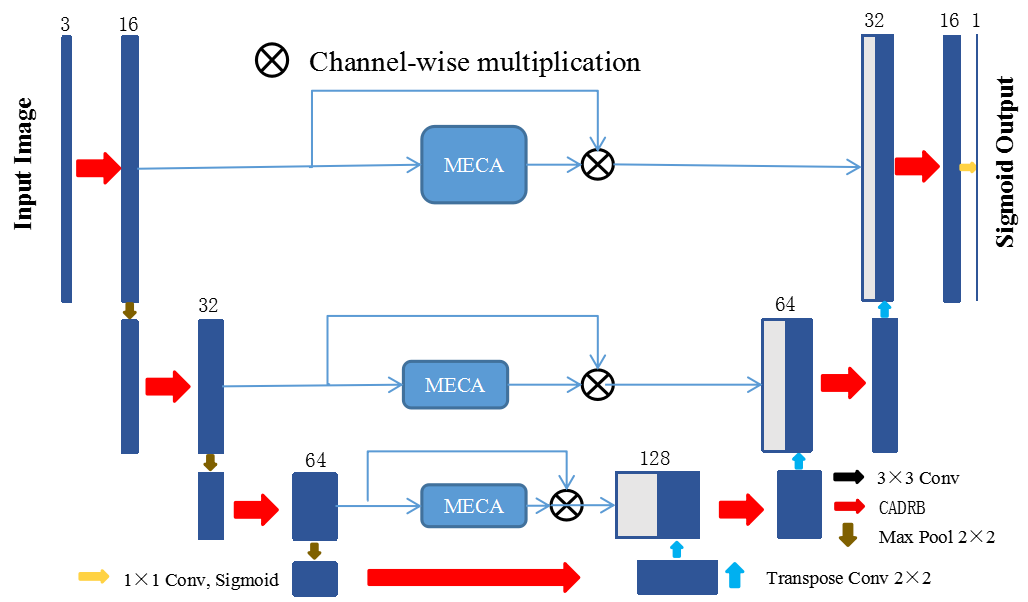 3
16
32
16
1
Channel-wise multiplication
Input Image
MECA
Sigmoid Output
32
64
MECA
64
128
MECA
3×3 Conv
CADRB
Max Pool 2×2
1×1 Conv, Sigmoid
Transpose Conv 2×2